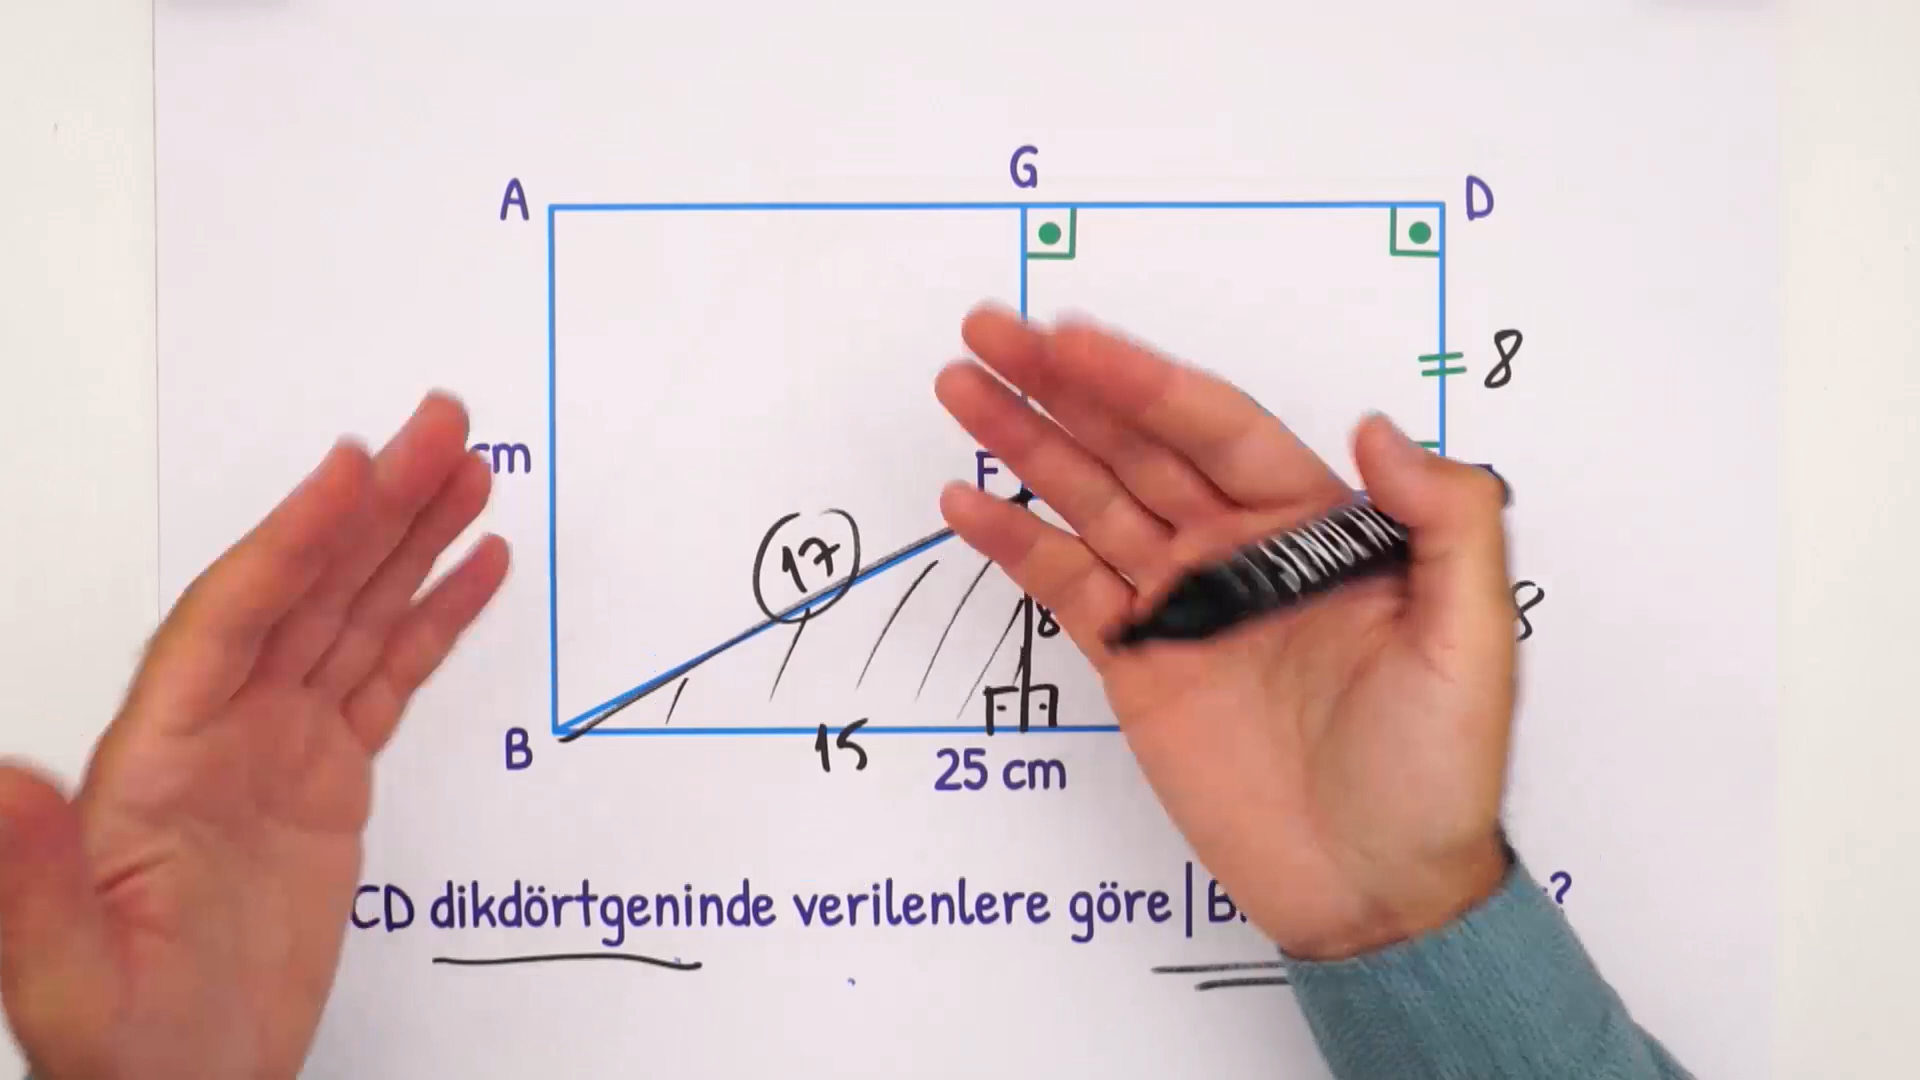 G
A
D
8
cm
F
17
8
8
B
15
25 cm
CD dikdörtgeninde verilenlere göre |B
?